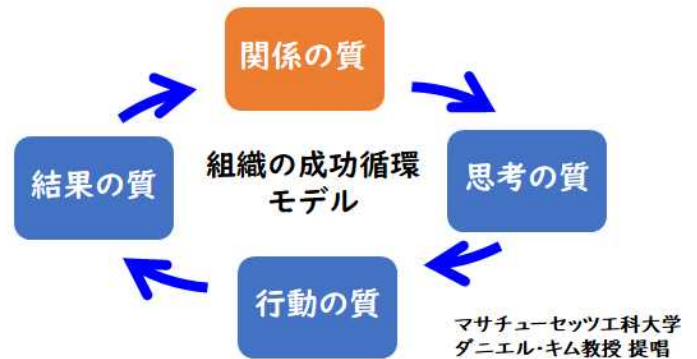 関係の質
組織の成功循環
モデル
思考の質
行動の質
結果の質
マサチューセッツ工科大学
ダニエル・キム教授 提唱